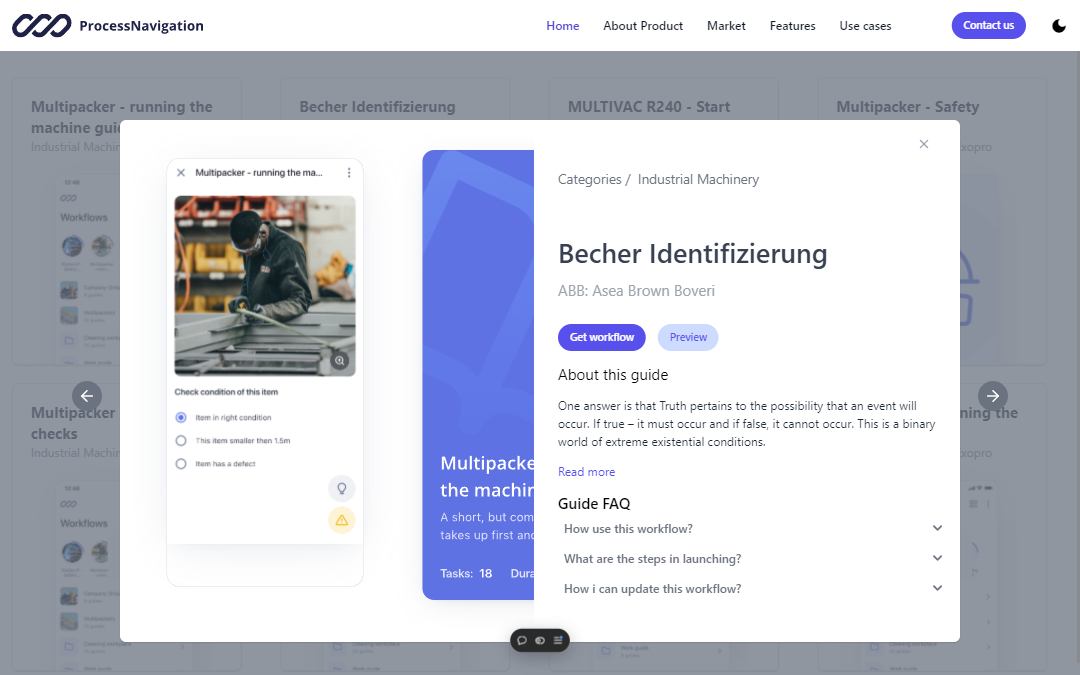 ProcessNavigation
Home
About Product
Market
Features
Use cases
Contact us
Multipacker - running the
machine guid
Industrial Machin
Becher Identifizierung
MULTIVAC R240 - Start
Multipacker - Safety
xopro
Workflows
Multipacker - running the ma...
Check condition of this item
Item in right condition
This item smaller then 1.5m
Item has a defect
Multipacke
the machin
A short, but com
takes up first and
Tasks: 18
Dura
Categories / Industrial Machinery
Becher Identifizierung
ABB: Asea Brown Boveri
Get workflow
Preview
About this guide
One answer is that Truth pertains to the possibility that an event will
occur. If true – it must occur and if false, it cannot occur. This is a binary
world of extreme existential conditions.
Read more
Guide FAQ
How use this workflow?
What are the steps in launching?
How i can update this workflow?
Multipacker
checks
Industrial Machin
ning the
xopro
Workflows